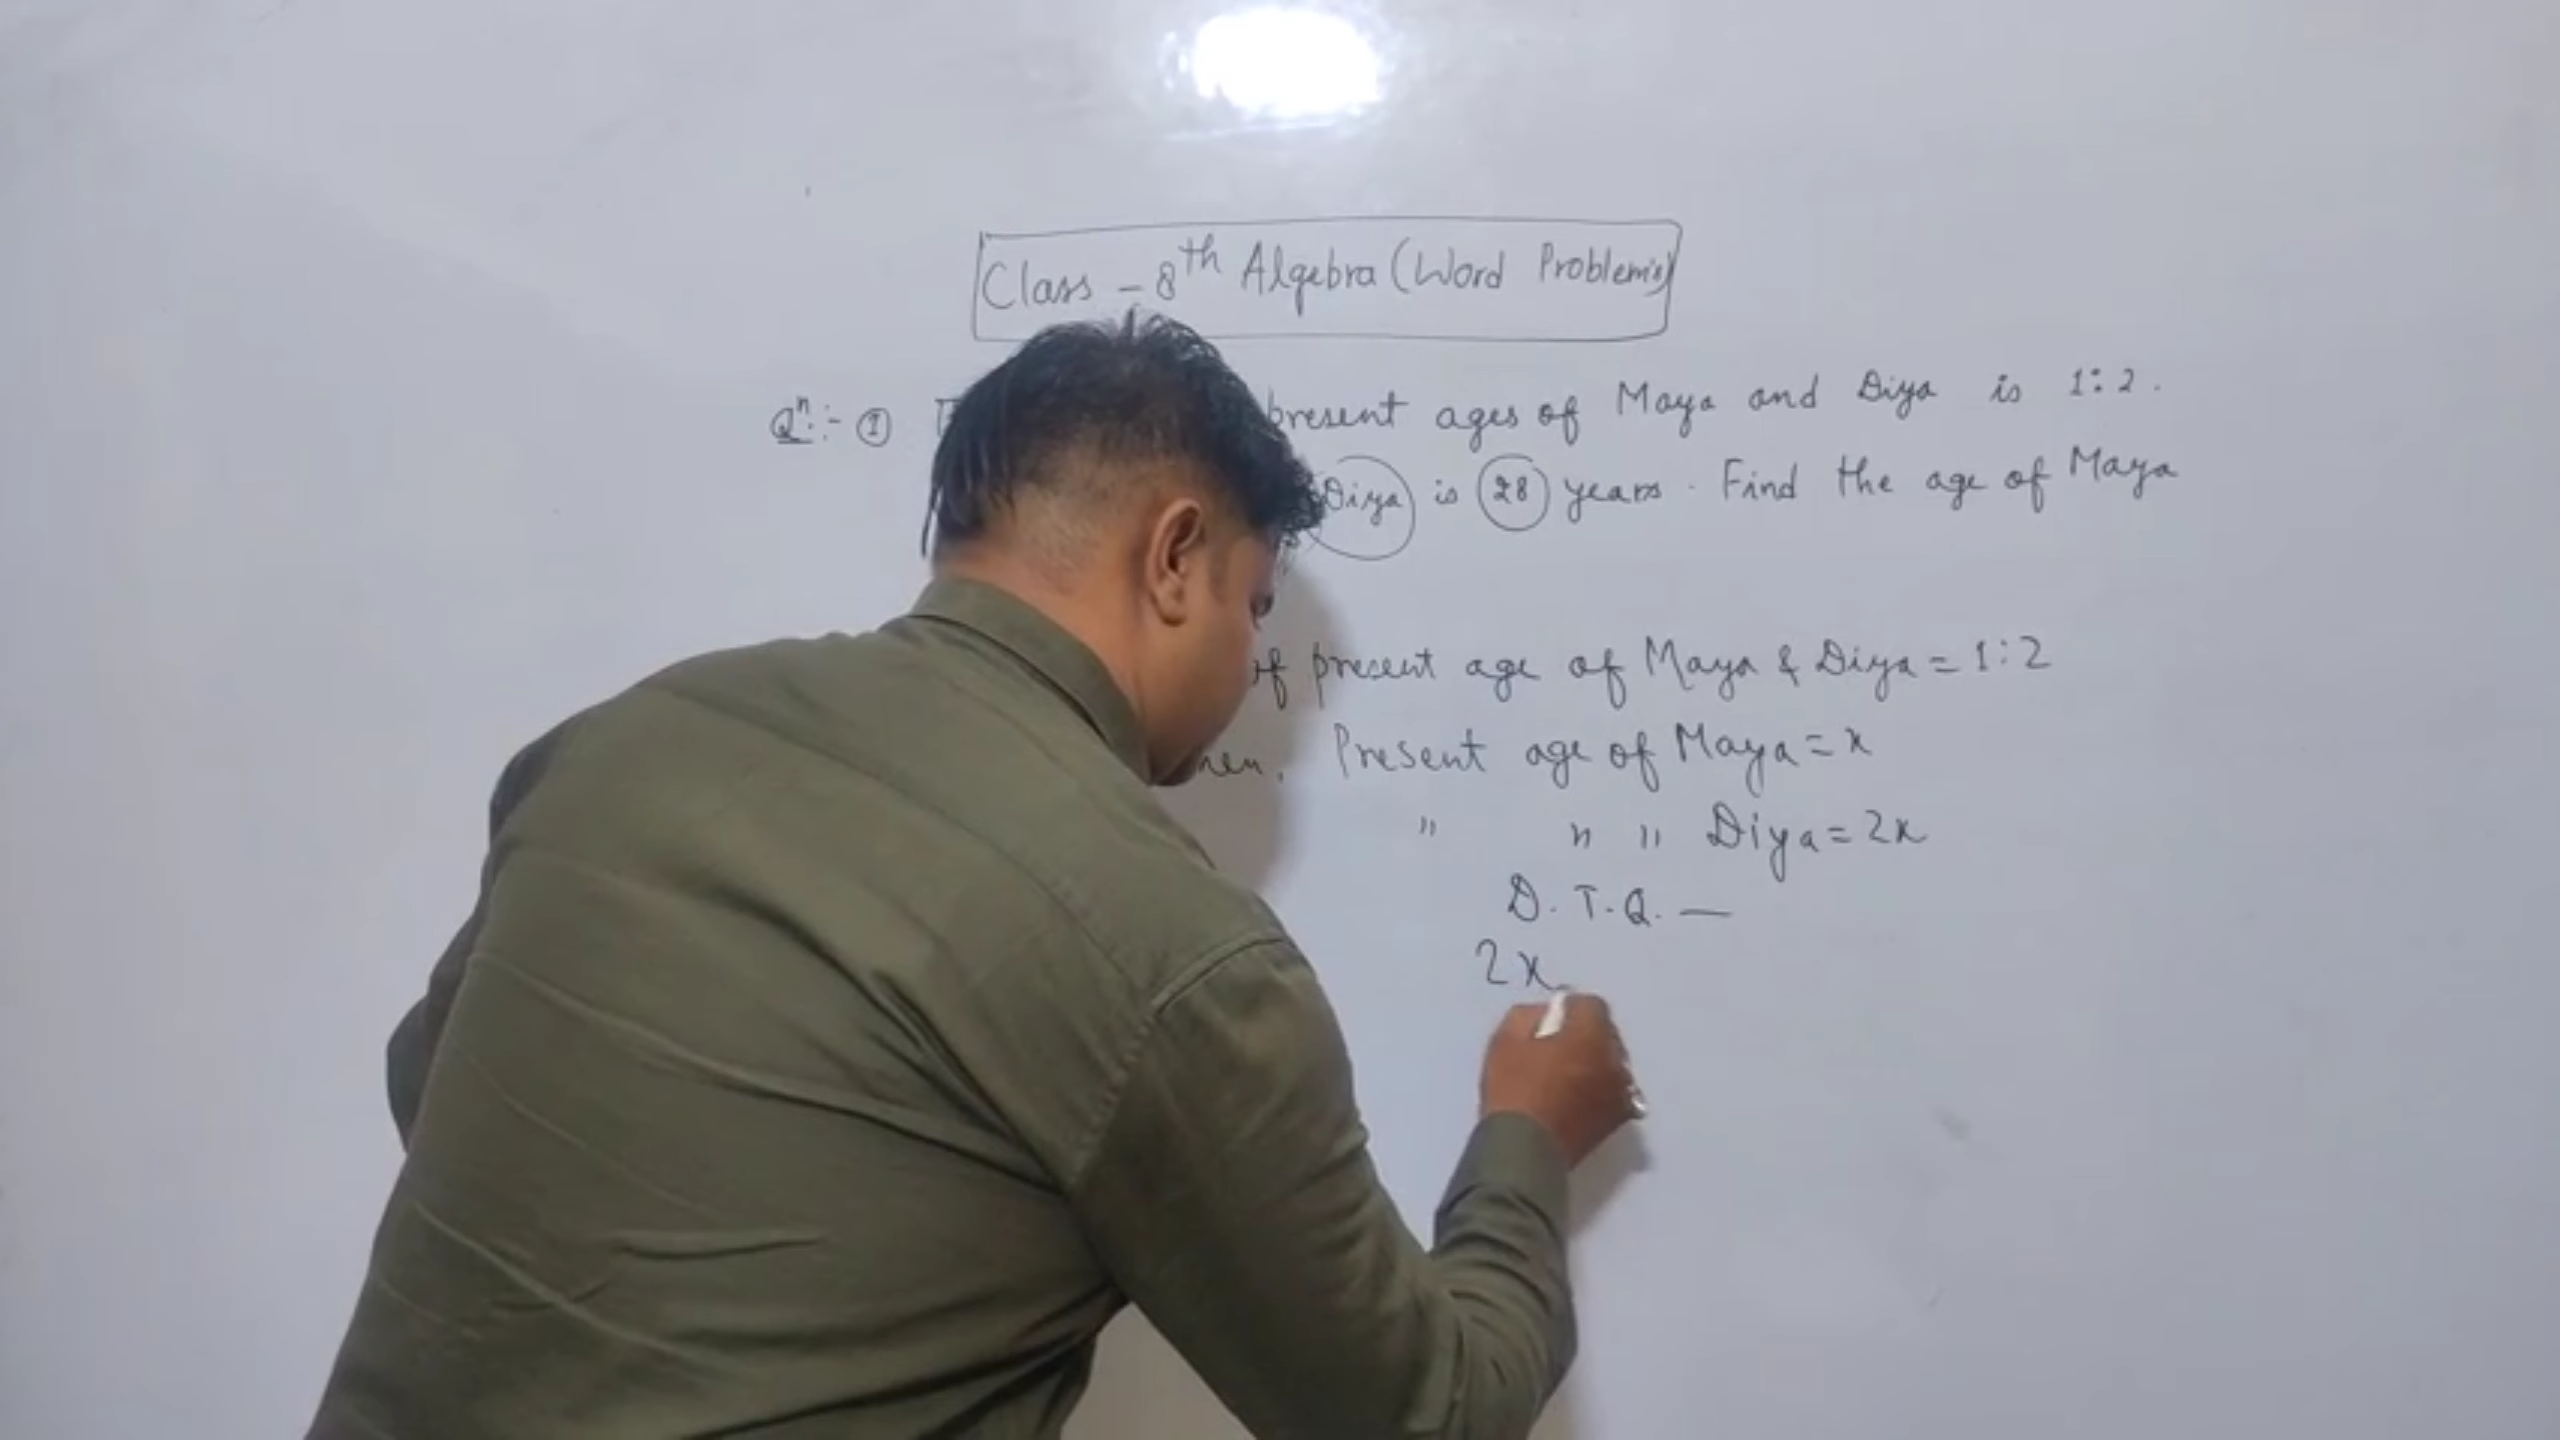 Class - 8th Algebra (Word Problem's)
Qn:- ① present ages of Maya and Diya is 1:2.
Diya is 28 years. Find the age of Maya
of present age of Maya & Diya = 1:2
Present age of Maya = x
" " " Diya = 2x
D.T.Q. —
2x